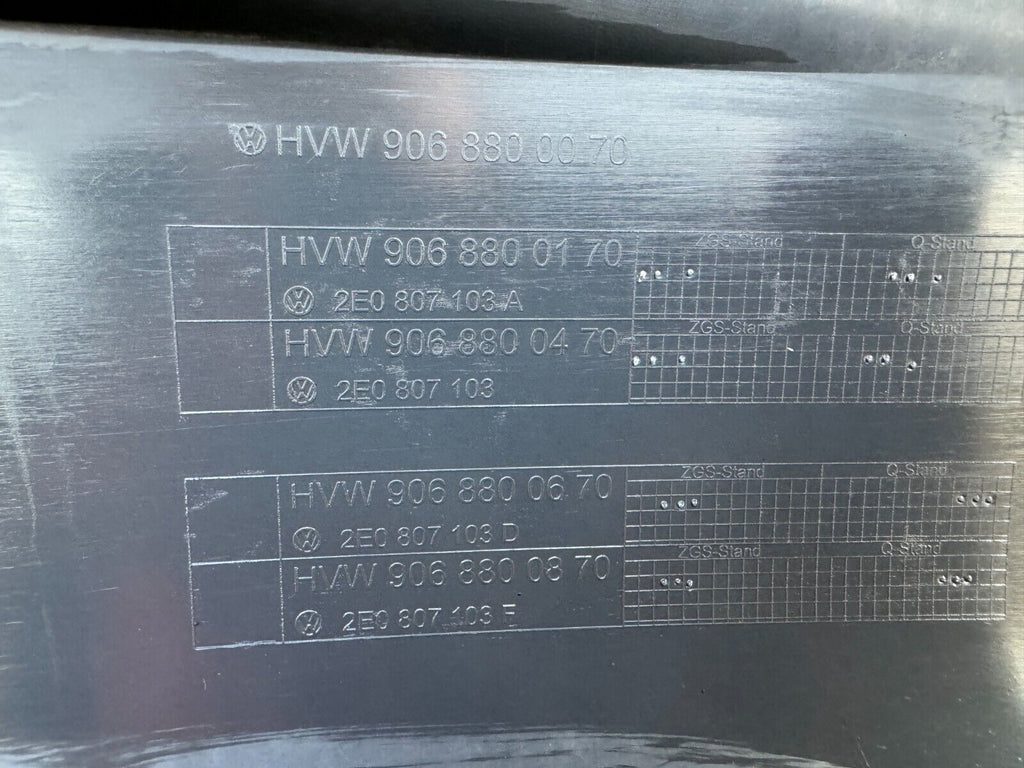 HVW 906 880 00 70
HVW 906 880 01 70
ZGS-Stand
Q-Stand
2E0 807 103 A
HVW 906 880 04 70
ZGS-Stand
Q-Stand
2E0 807 103
HVW 906 880 06 70
ZGS-Stand
Q-Stand
2E0 807 103 D
HVW 906 880 08 70
ZGS-Stand
Q-Stand
2E0 807 103 F